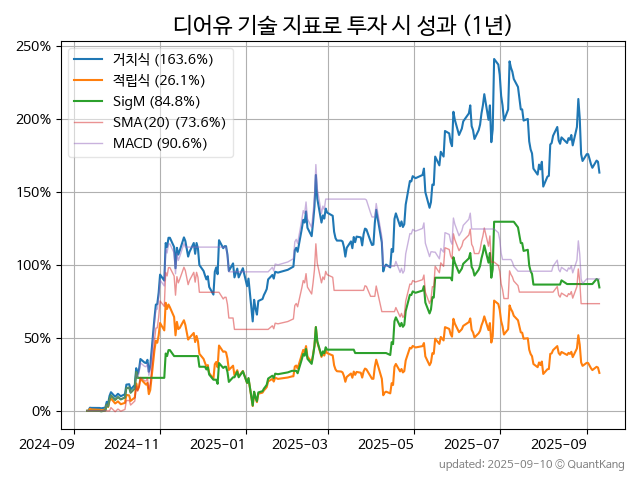 디어유 기술 지표로 투자 시 성과 (1년)
250%
200%
150%
100%
50%
0%
거치식 (163.6%)
적립식 (26.1%)
SigM (84.8%)
SMA(20) (73.6%)
MACD (90.6%)
2024-09 2024-11 2025-01 2025-03 2025-05 2025-07 2025-09
updated: 2025-09-10 © QuantKang